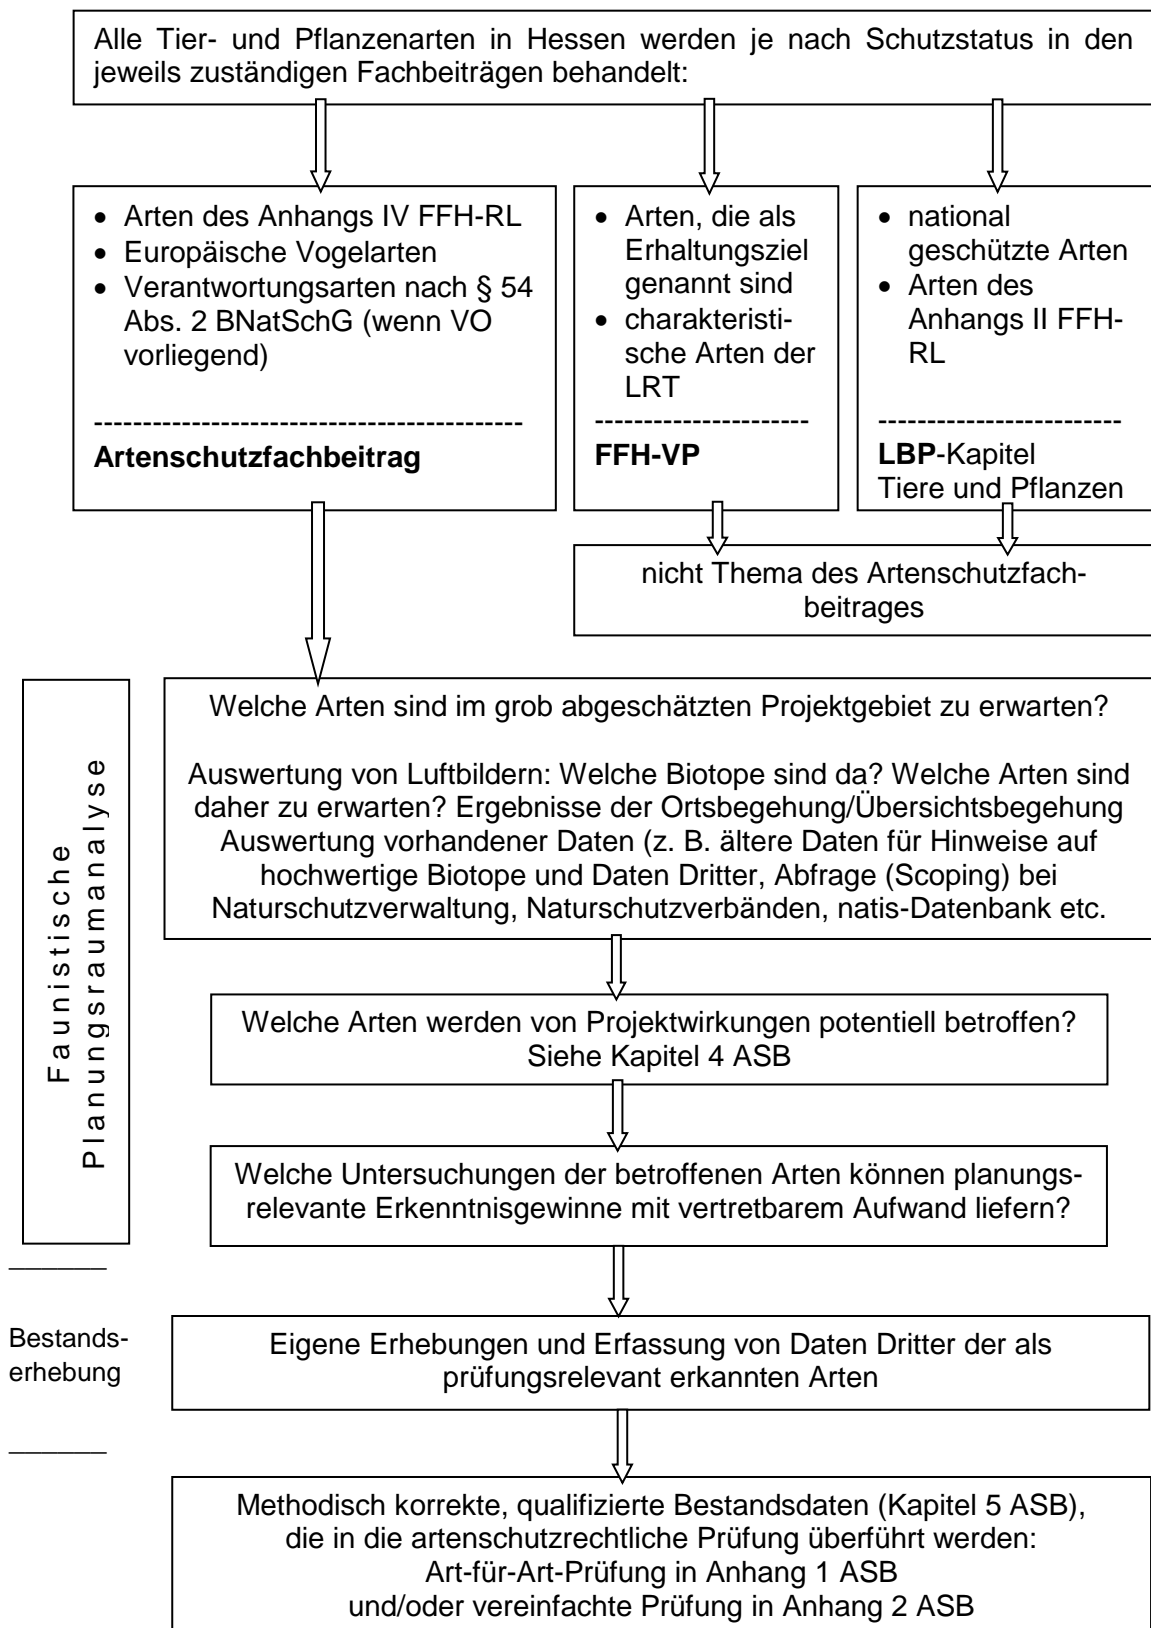 Alle Tier- und Pflanzenarten in Hessen werden je nach Schutzstatus in den
jeweils zuständigen Fachbeiträgen behandelt:
• Arten des Anhangs IV FFH-RL
• Europäische Vogelarten
• Verantwortungsarten nach § 54
Abs. 2 BNatSchG (wenn VO
vorliegend)
--------------------------------------------
Artenschutzfachbeitrag
• Arten, die als
Erhaltungsziel
genannt sind
• charakteristi-
sche Arten der
LRT
----------------------
FFH-VP
• national
geschützte Arten
• Arten des
Anhangs II FFH-
RL
-------------------------
LBP-Kapitel
Tiere und Pflanzen
nicht Thema des Artenschutzfach-
beitrages
Faunistische
Planungsraumanalyse
Welche Arten sind im grob abgeschätzten Projektgebiet zu erwarten?
Auswertung von Luftbildern: Welche Biotope sind da? Welche Arten sind
daher zu erwarten? Ergebnisse der Ortsbegehung/Übersichtsbegehung
Auswertung vorhandener Daten (z. B. ältere Daten für Hinweise auf
hochwertige Biotope und Daten Dritter, Abfrage (Scoping) bei
Naturschutzverwaltung, Naturschutzverbänden, natis-Datenbank etc.
Welche Arten werden von Projektwirkungen potentiell betroffen?
Siehe Kapitel 4 ASB
Welche Untersuchungen der betroffenen Arten können planungs-
relevante Erkenntnisgewinne mit vertretbarem Aufwand liefern?
______
Bestands-
erhebung
Eigene Erhebungen und Erfassung von Daten Dritter der als
prüfungsrelevant erkannten Arten
______
Methodisch korrekte, qualifizierte Bestandsdaten (Kapitel 5 ASB),
die in die artenschutzrechtliche Prüfung überführt werden:
Art-für-Art-Prüfung in Anhang 1 ASB
und/oder vereinfachte Prüfung in Anhang 2 ASB